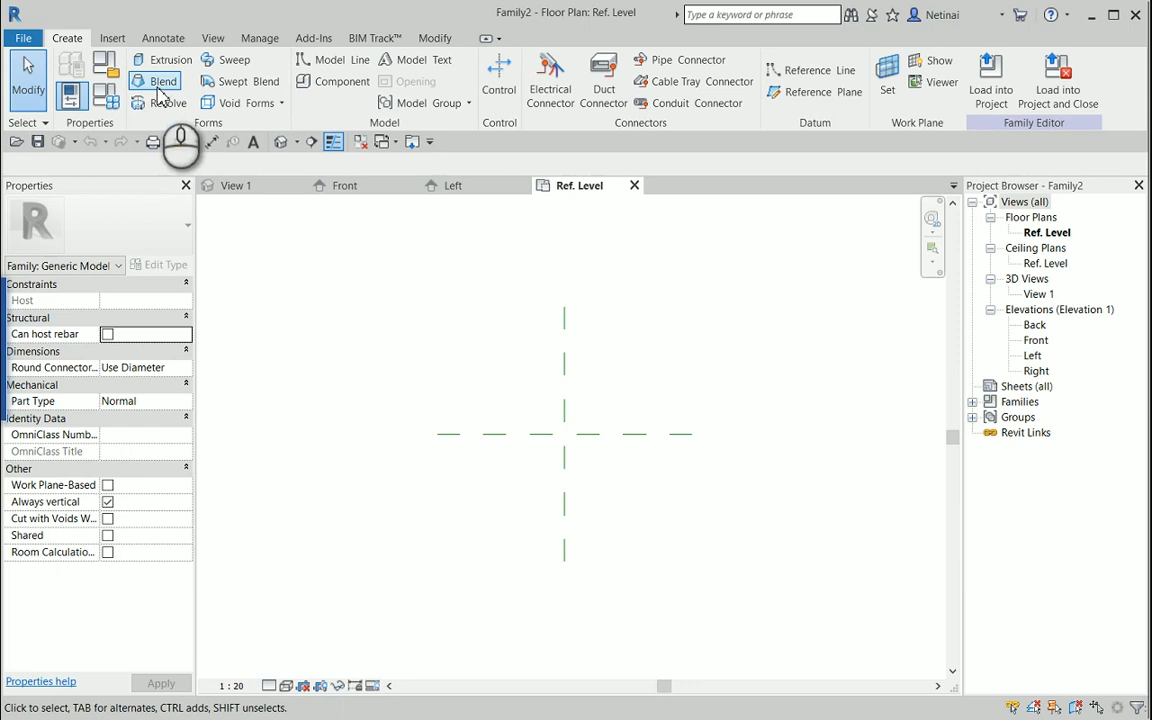 Family2 - Floor Plan: Ref. Level
Type a keyword or phrase
Netinai
File Create Insert Annotate View Manage Add-Ins BIM Track™ Modify
Modify
Select
Properties
Extrusion Sweep
Blend Swept Blend
Void Forms
Forms
Model Line Model Text
Component Opening
Model Group
Model
Control
Control
Electrical Connector
Duct Connector
Pipe Connector
Cable Tray Connector
Conduit Connector
Connectors
Reference Line
Reference Plane
Datum
Set
Show
Viewer
Work Plane
Load into Project
Load into Project and Close
Family Editor
Properties
View 1 Front Left Ref. Level
Project Browser - Family2
Family: Generic Model Edit Type
Constraints
Host
Structural
Can host rebar
Dimensions
Round Connector... Use Diameter
Mechanical
Part Type Normal
Identity Data
OmniClass Numb...
OmniClass Title
Other
Work Plane-Based
Always vertical
Cut with Voids W...
Shared
Room Calculatio...
Properties help Apply
Views (all)
Floor Plans
Ref. Level
Ceiling Plans
Ref. Level
3D Views
View 1
Elevations (Elevation 1)
Back
Front
Left
Right
Sheets (all)
Families
Groups
Revit Links
1 : 20
Click to select, TAB for alternates, CTRL adds, SHIFT unselects.